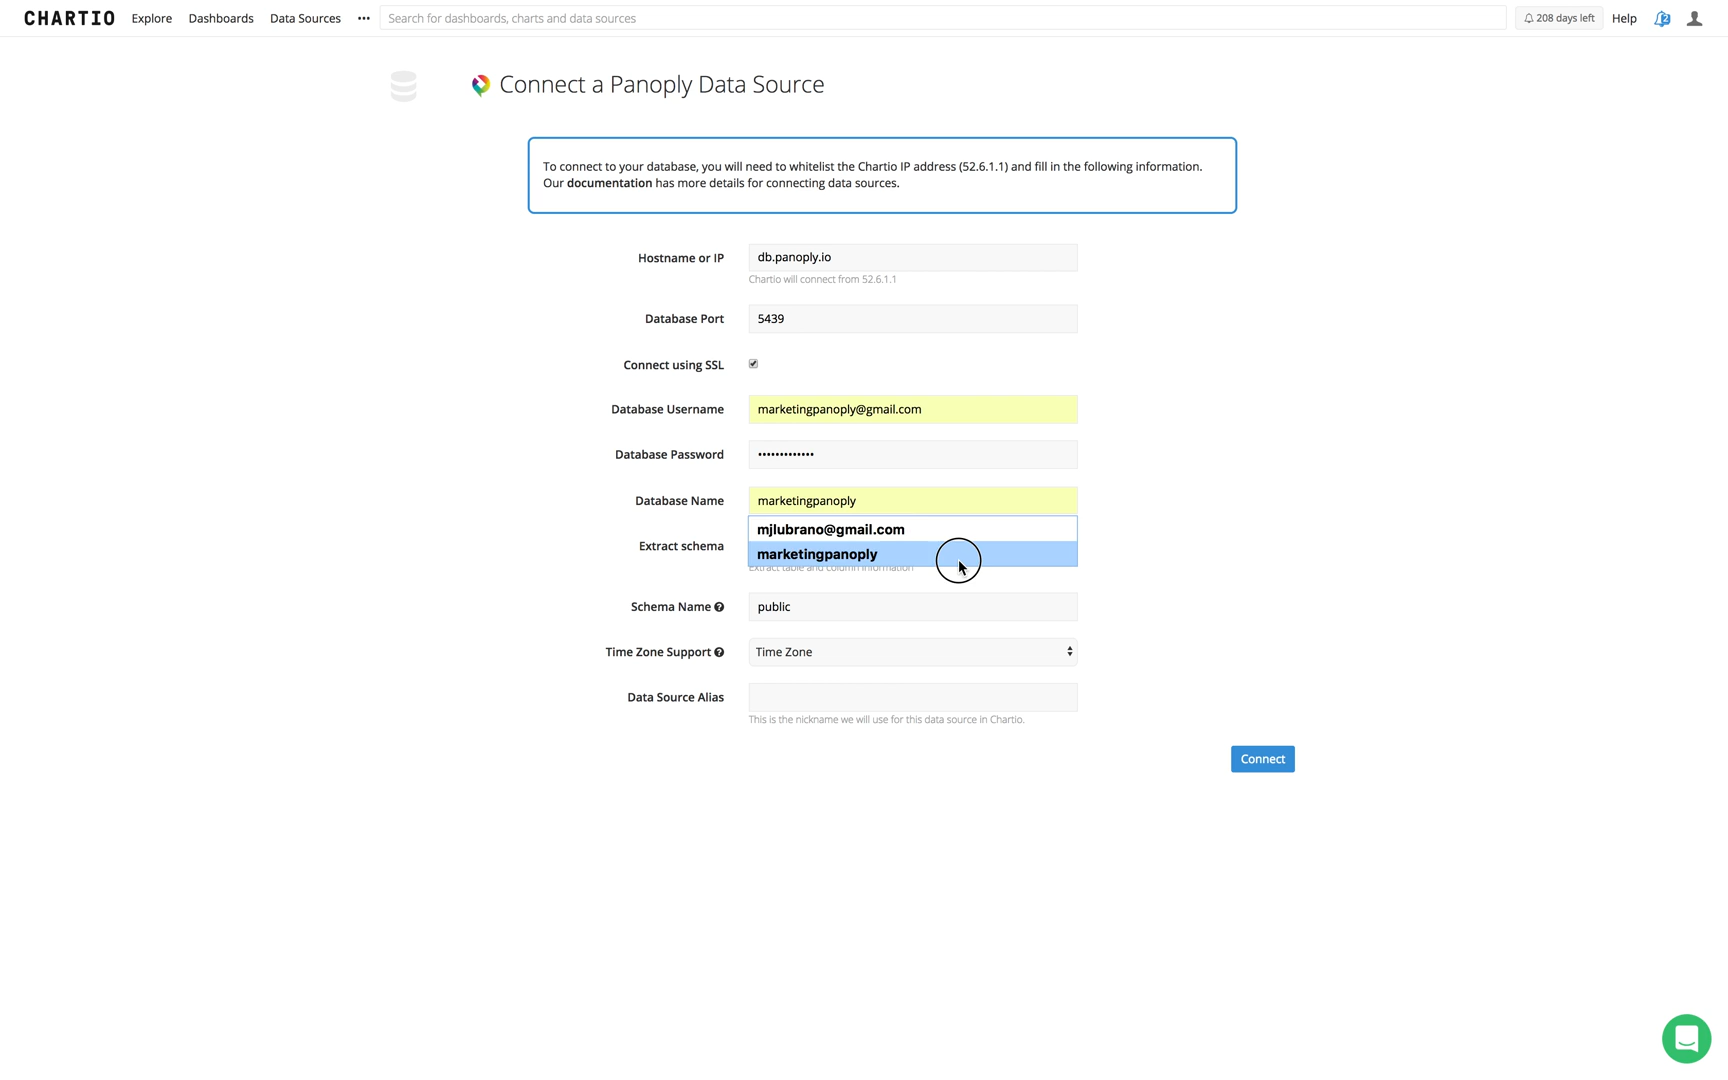 CHARTIO Explore Dashboards Data Sources ••• Search for dashboards, charts and data sources 208 days left Help 2
Connect a Panoply Data Source
To connect to your database, you will need to whitelist the Chartio IP address (52.6.1.1) and fill in the following information.
Our documentation has more details for connecting data sources.
Hostname or IP db.panoply.io
Chartio will connect from 52.6.1.1
Database Port 5439
Connect using SSL
Database Username marketingpanoply@gmail.com
Database Password •••••••••••••
Database Name marketingpanoply
mjlubrano@gmail.com
Extract schema
marketingpanoply
Extract table and column information
Schema Name ? public
Time Zone Support ? Time Zone
Data Source Alias
This is the nickname we will use for this data source in Chartio.
Connect